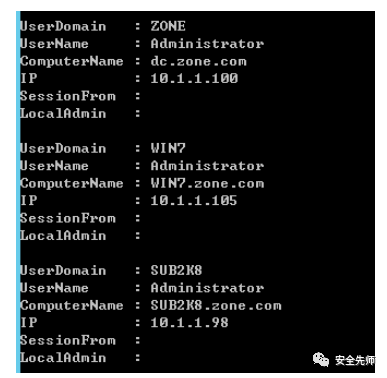 UserDomain : ZONE
UserName : Administrator
ComputerName : dc.zone.com
IP : 10.1.1.100
SessionFrom :
LocalAdmin :
UserDomain : WIN7
UserName : Administrator
ComputerName : WIN7.zone.com
IP : 10.1.1.105
SessionFrom :
LocalAdmin :
UserDomain : SUB2K8
UserName : Administrator
ComputerName : SUB2K8.zone.com
IP : 10.1.1.98
SessionFrom :
LocalAdmin :
安全先师